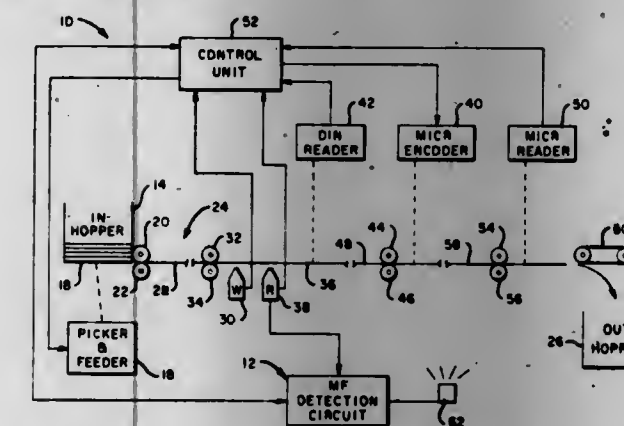 10
52
CONTROL
UNIT
42
40
50
DIN
READER
MICR
ENCODER
MICR
READER
14
IN-
HOPPER
20
24
32
44
54
60
18
22
28
34
W
30
R
38
36
48
46
58
56
PICKER
&
FEEDER
18
12
MF
DETECTION
CIRCUIT
62
26
OUT
HOPP